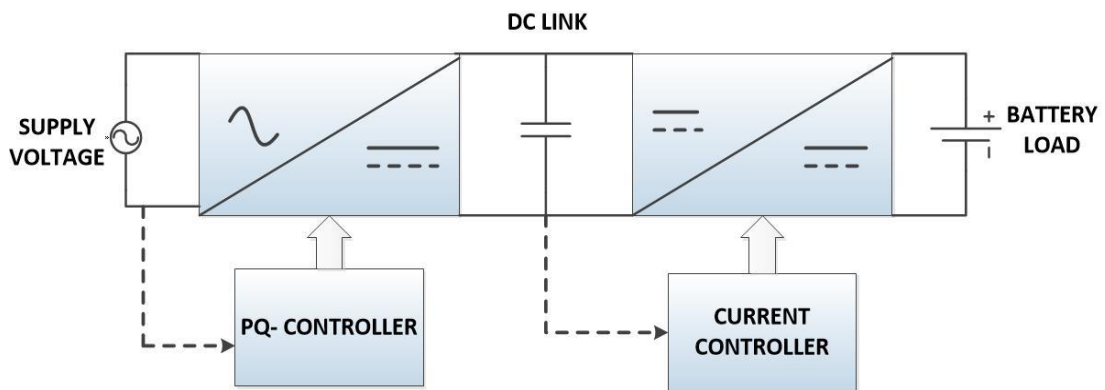 DC LINK
SUPPLY
VOLTAGE
+
BATTERY
LOAD
PQ- CONTROLLER
CURRENT
CONTROLLER